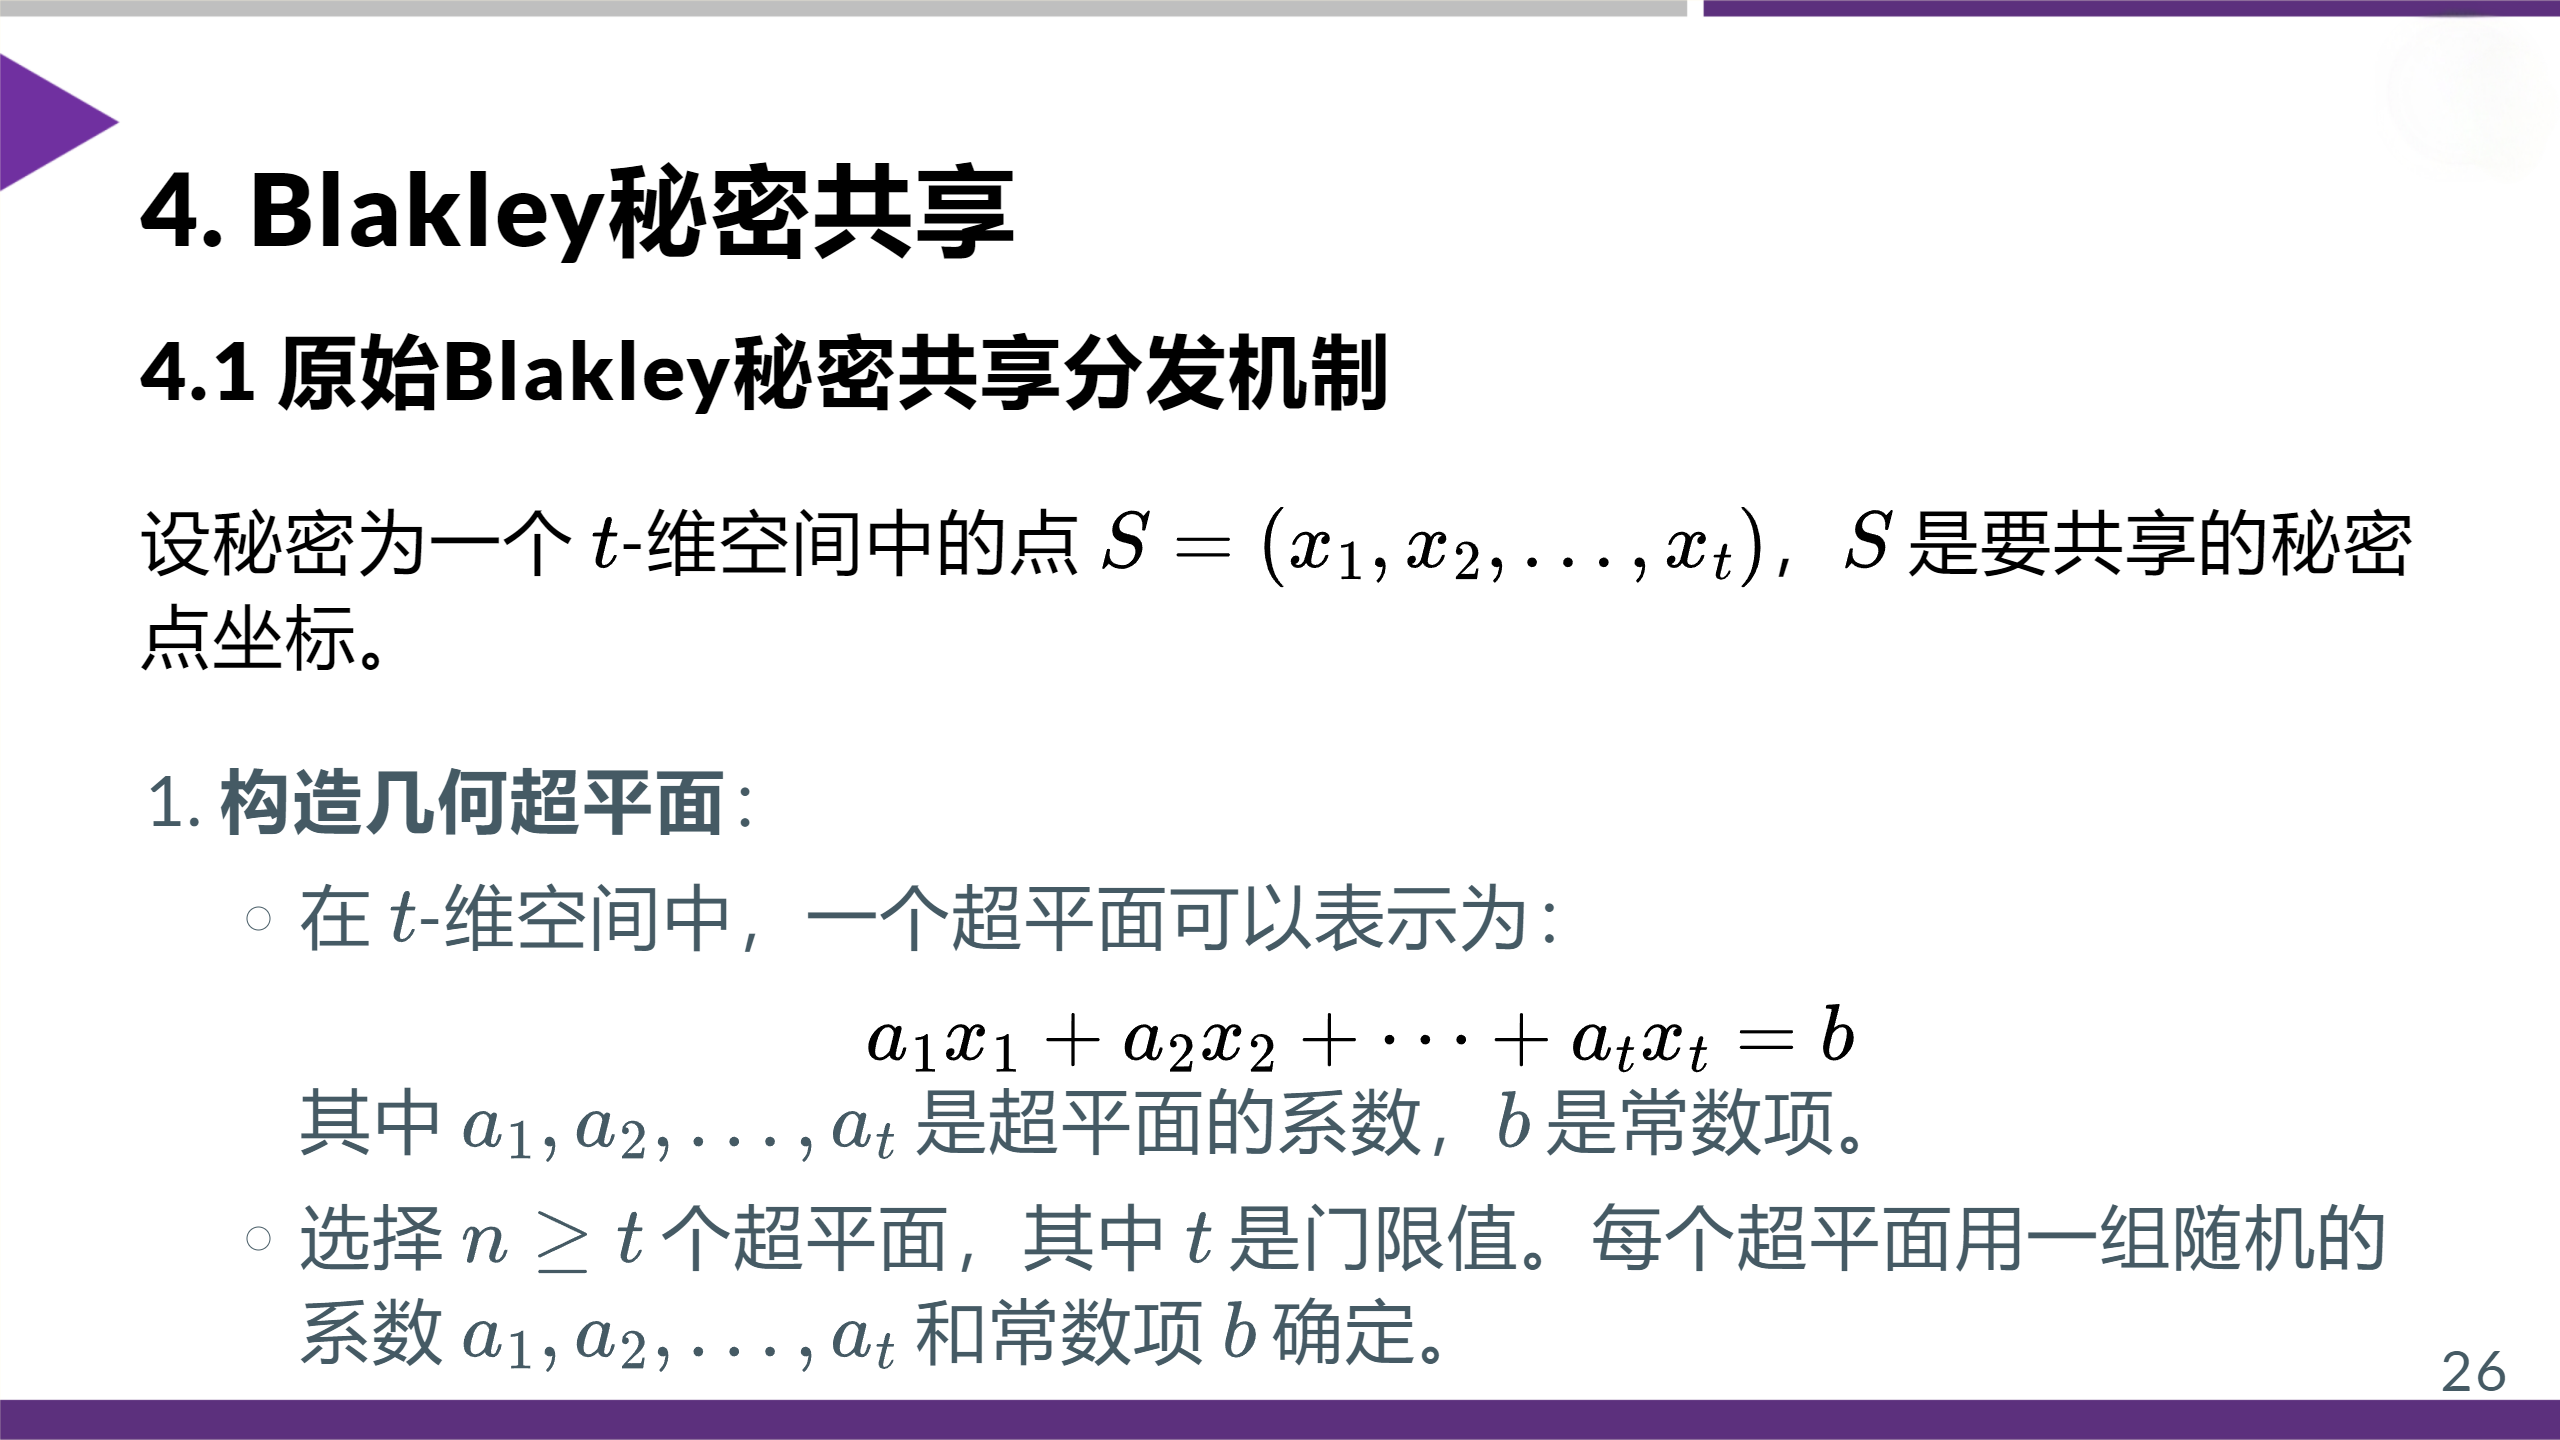 4. Blakley秘密共享
4.1 原始Blakley秘密共享分发机制
设秘密为一个 t-维空间中的点 S = (x₁, x₂, . . . , xₜ)，S 是要共享的秘密
点坐标。
1. 构造几何超平面：
○ 在 t-维空间中，一个超平面可以表示为：
a₁x₁ + a₂x₂ + ⋯ + aₜxₜ = b
其中 a₁, a₂, . . . , aₜ 是超平面的系数，b 是常数项。
○ 选择 n ≥ t 个超平面，其中 t 是门限值。每个超平面用一组随机的
系数 a₁, a₂, . . . , aₜ 和常数项 b 确定。
26